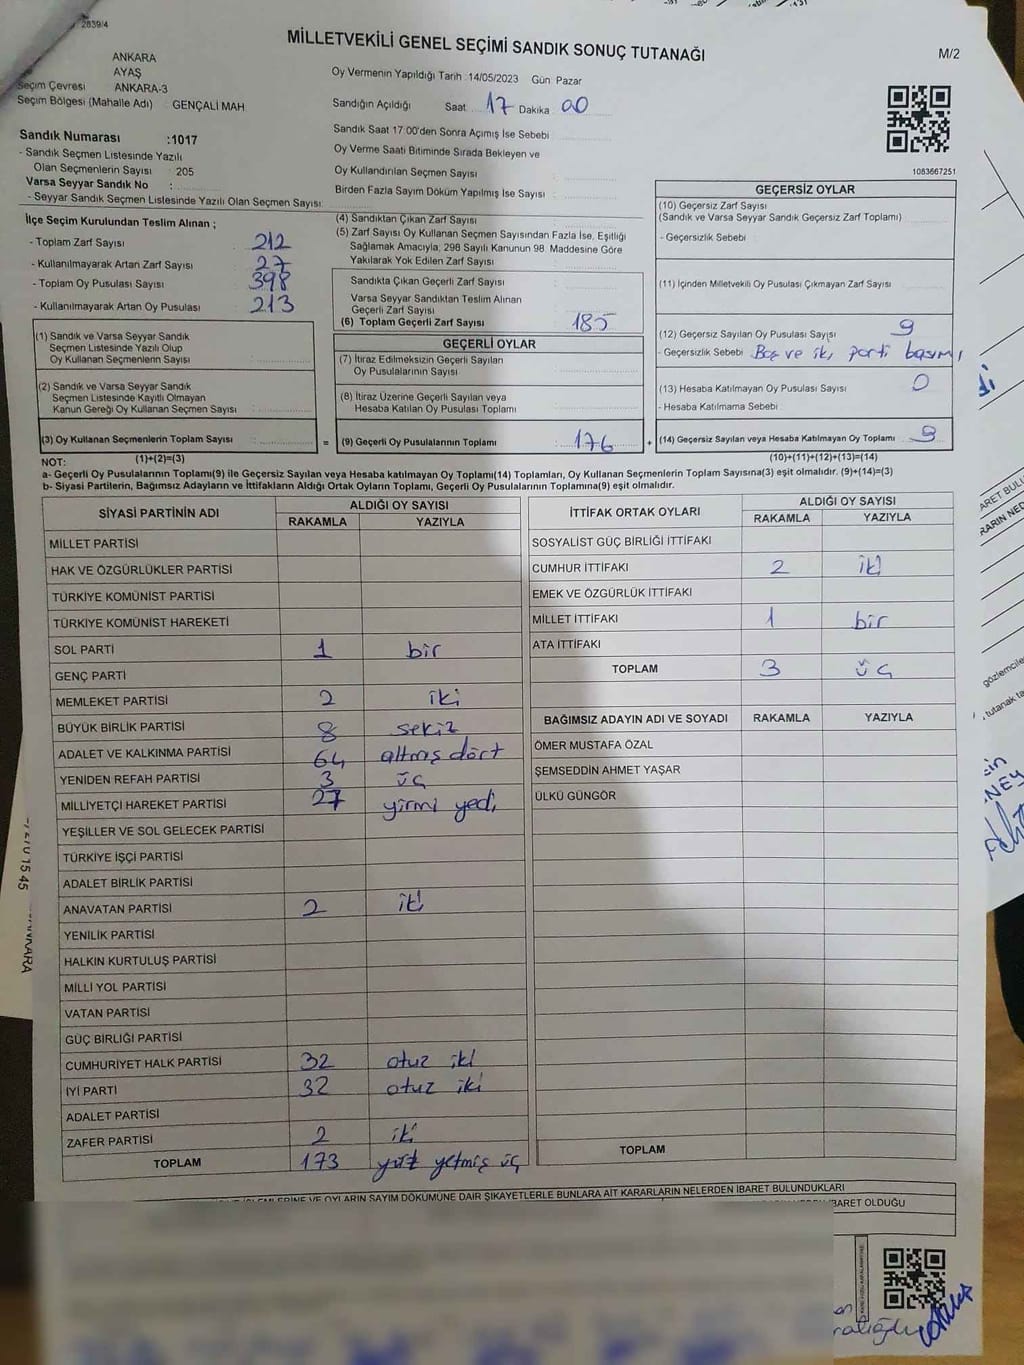 2839/4
MİLLETVEKİLİ GENEL SEÇİMİ SANDIK SONUÇ TUTANAĞI
M/2
ANKARA
AYAŞ
Seçim Çevresi ANKARA-3
Seçim Bölgesi (Mahalle Adı) GENÇALİ MAH
Oy Vermenin Yapıldığı Tarih :14/05/2023 Gün Pazar
Sandığın Açıldığı Saat 17 Dakika 00
Sandık Saat 17.00'den Sonra Açımış İse Sebebi
Oy Verme Saati Bitiminde Sırada Bekleyen ve
Oy Kullandırılan Seçmen Sayısı
Birden Fazla Sayım Döküm Yapılmış İse Sayısı
1083667251
Sandık Numarası :1017
- Sandık Seçmen Listesinde Yazılı
Olan Seçmenlerin Sayısı : 205
Varsa Seyyar Sandık No :
- Seyyar Sandık Seçmen Listesinde Yazılı Olan Seçmen Sayısı:
İlçe Seçim Kurulundan Teslim Alınan ;
- Toplam Zarf Sayısı 212
- Kullanılmayarak Artan Zarf Sayısı 27
- Toplam Oy Pusulası Sayısı 398
- Kullanılmayarak Artan Oy Pusulası 213
(1) Sandık ve Varsa Seyyar Sandık
Seçmen Listesinde Yazılı Olup
Oy Kullanan Seçmenlerin Sayısı
(2) Sandık ve Varsa Seyyar Sandık
Seçmen Listesinde Kayıtlı Olmayan
Kanun Gereği Oy Kullanan Seçmen Sayısı
(3) Oy Kullanan Seçmenlerin Toplam Sayısı
(1)+(2)=(3)
(4) Sandıktan Çıkan Zarf Sayısı
(5) Zarf Sayısı Oy Kullanan Seçmen Sayısından Fazla İse, Eşitliği
Sağlamak Amacıyla, 298 Sayılı Kanunun 98. Maddesine Göre
Yakılarak Yok Edilen Zarf Sayısı
Sandıkta Çıkan Geçerli Zarf Sayısı
Varsa Seyyar Sandıktan Teslim Alınan
Geçerli Zarf Sayısı
(6) Toplam Geçerli Zarf Sayısı 185
GEÇERLİ OYLAR
(7) İtiraz Edilmeksizin Geçerli Sayılan
Oy Pusulalarının Sayısı
(8) İtiraz Üzerine Geçerli Sayılan veya
Hesaba Katılan Oy Pusulası Toplamı
= (9) Geçerli Oy Pusulalarının Toplamı : 176 +
GEÇERSİZ OYLAR
(10) Geçersiz Zarf Sayısı
(Sandık ve Varsa Seyyar Sandık Geçersiz Zarf Toplamı)
- Geçersizlik Sebebi
(11) İçinden Milletvekili Oy Pusulası Çıkmayan Zarf Sayısı
(12) Geçersiz Sayılan Oy Pusulası Sayısı 9
- Geçersizlik Sebebi Boş ve iki parti basımı
(13) Hesaba Katılmayan Oy Pusulası Sayısı 0
- Hesaba Katılmama Sebebi
(14) Geçersiz Sayılan veya Hesaba Katılmayan Oy Toplamı 9
(10)+(11)+(12)+(13)=(14)
NOT:
a- Geçerli Oy Pusulalarının Toplamı(9) ile Geçersiz Sayılan veya Hesaba katılmayan Oy Toplamı(14) Toplamları, Oy Kullanan Seçmenlerin Toplam Sayısına(3) eşit olmalıdır. (9)+(14)=(3)
b- Siyasi Partilerin, Bağımsız Adayların ve İttifakların Aldığı Ortak Oyların Toplamı, Geçerli Oy Pusulalarının Toplamına(9) eşit olmalıdır.
SİYASİ PARTİNİN ADI ALDIĞI OY SAYISI
RAKAMLA YAZIYLA
MİLLET PARTİSİ
HAK VE ÖZGÜRLÜKLER PARTİSİ
TÜRKİYE KOMÜNİST PARTİSİ
TÜRKİYE KOMÜNİST HAREKETİ
SOL PARTİ 1 bir
GENÇ PARTİ
MEMLEKET PARTİSİ 2 iki
BÜYÜK BİRLİK PARTİSİ 8 sekiz
ADALET VE KALKINMA PARTİSİ 64 altmış dört
YENİDEN REFAH PARTİSİ 3 üç
MİLLİYETÇİ HAREKET PARTİSİ 27 yirmi yedi
YEŞİLLER VE SOL GELECEK PARTİSİ
TÜRKİYE İŞÇİ PARTİSİ
ADALET BİRLİK PARTİSİ
ANAVATAN PARTİSİ 2 iki
YENİLİK PARTİSİ
HALKIN KURTULUŞ PARTİSİ
MİLLİ YOL PARTİSİ
VATAN PARTİSİ
GÜÇ BİRLİĞİ PARTİSİ
CUMHURİYET HALK PARTİSİ 32 otuz iki
İYİ PARTİ 32 otuz iki
ADALET PARTİSİ
ZAFER PARTİSİ 2 iki
TOPLAM 173 yüz yetmiş üç
İTTİFAK ORTAK OYLARI ALDIĞI OY SAYISI
RAKAMLA YAZIYLA
SOSYALİST GÜÇ BİRLİĞİ İTTİFAKI
CUMHUR İTTİFAKI 2 iki
EMEK VE ÖZGÜRLÜK İTTİFAKI
MİLLET İTTİFAKI 1 bir
ATA İTTİFAKI
TOPLAM 3 üç
BAĞIMSIZ ADAYIN ADI VE SOYADI RAKAMLA YAZIYLA
ÖMER MUSTAFA ÖZAL
ŞEMSEDDİN AHMET YAŞAR
ÜLKÜ GÜNGÖR
TOPLAM
OYLARIN SAYIM DÖKÜMÜNE DAİR ŞİKAYETLERLE BUNLARA AİT KARARLARIN NELERDEN İBARET BULUNDUKLARI
İBARET OLDUĞU